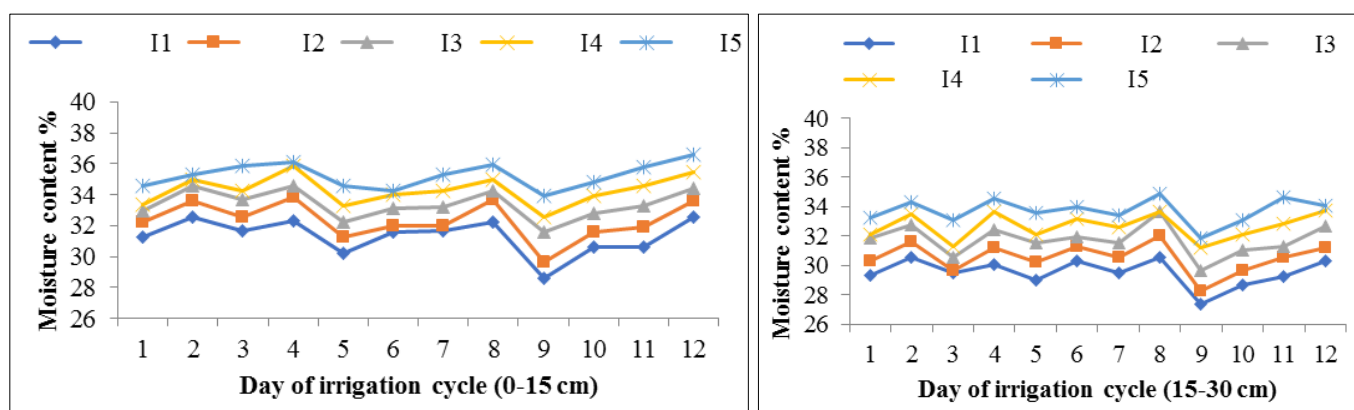 I1 I2 I3 I4 I5
40
38
36
34
32
30
28
26
Moisture content %
1 2 3 4 5 6 7 8 9 10 11 12
Day of irrigation cycle (0-15 cm)
I1 I2 I3
I4 I5
40
38
36
34
32
30
28
26
Moisture content %
1 2 3 4 5 6 7 8 9 10 11 12
Day of irrigation cycle (15-30 cm)